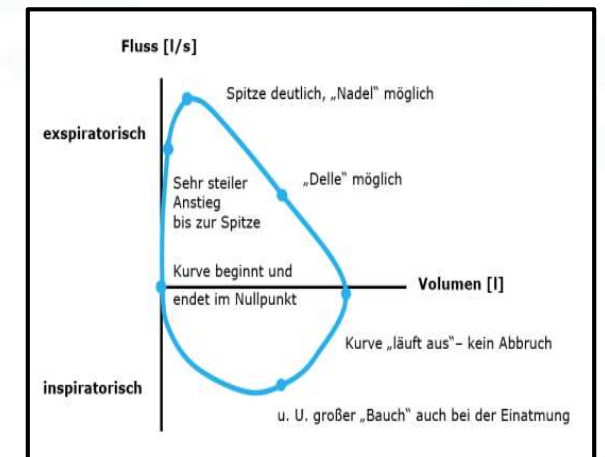 Fluss [l/s]
Spitze deutlich, „Nadel“ möglich
exspiratorisch
„Delle“ möglich
Sehr steiler
Anstieg
bis zur Spitze
Kurve beginnt und
endet im Nullpunkt
Volumen [l]
Kurve „läuft aus“– kein Abbruch
inspiratorisch
u. U. großer „Bauch“ auch bei der Einatmung